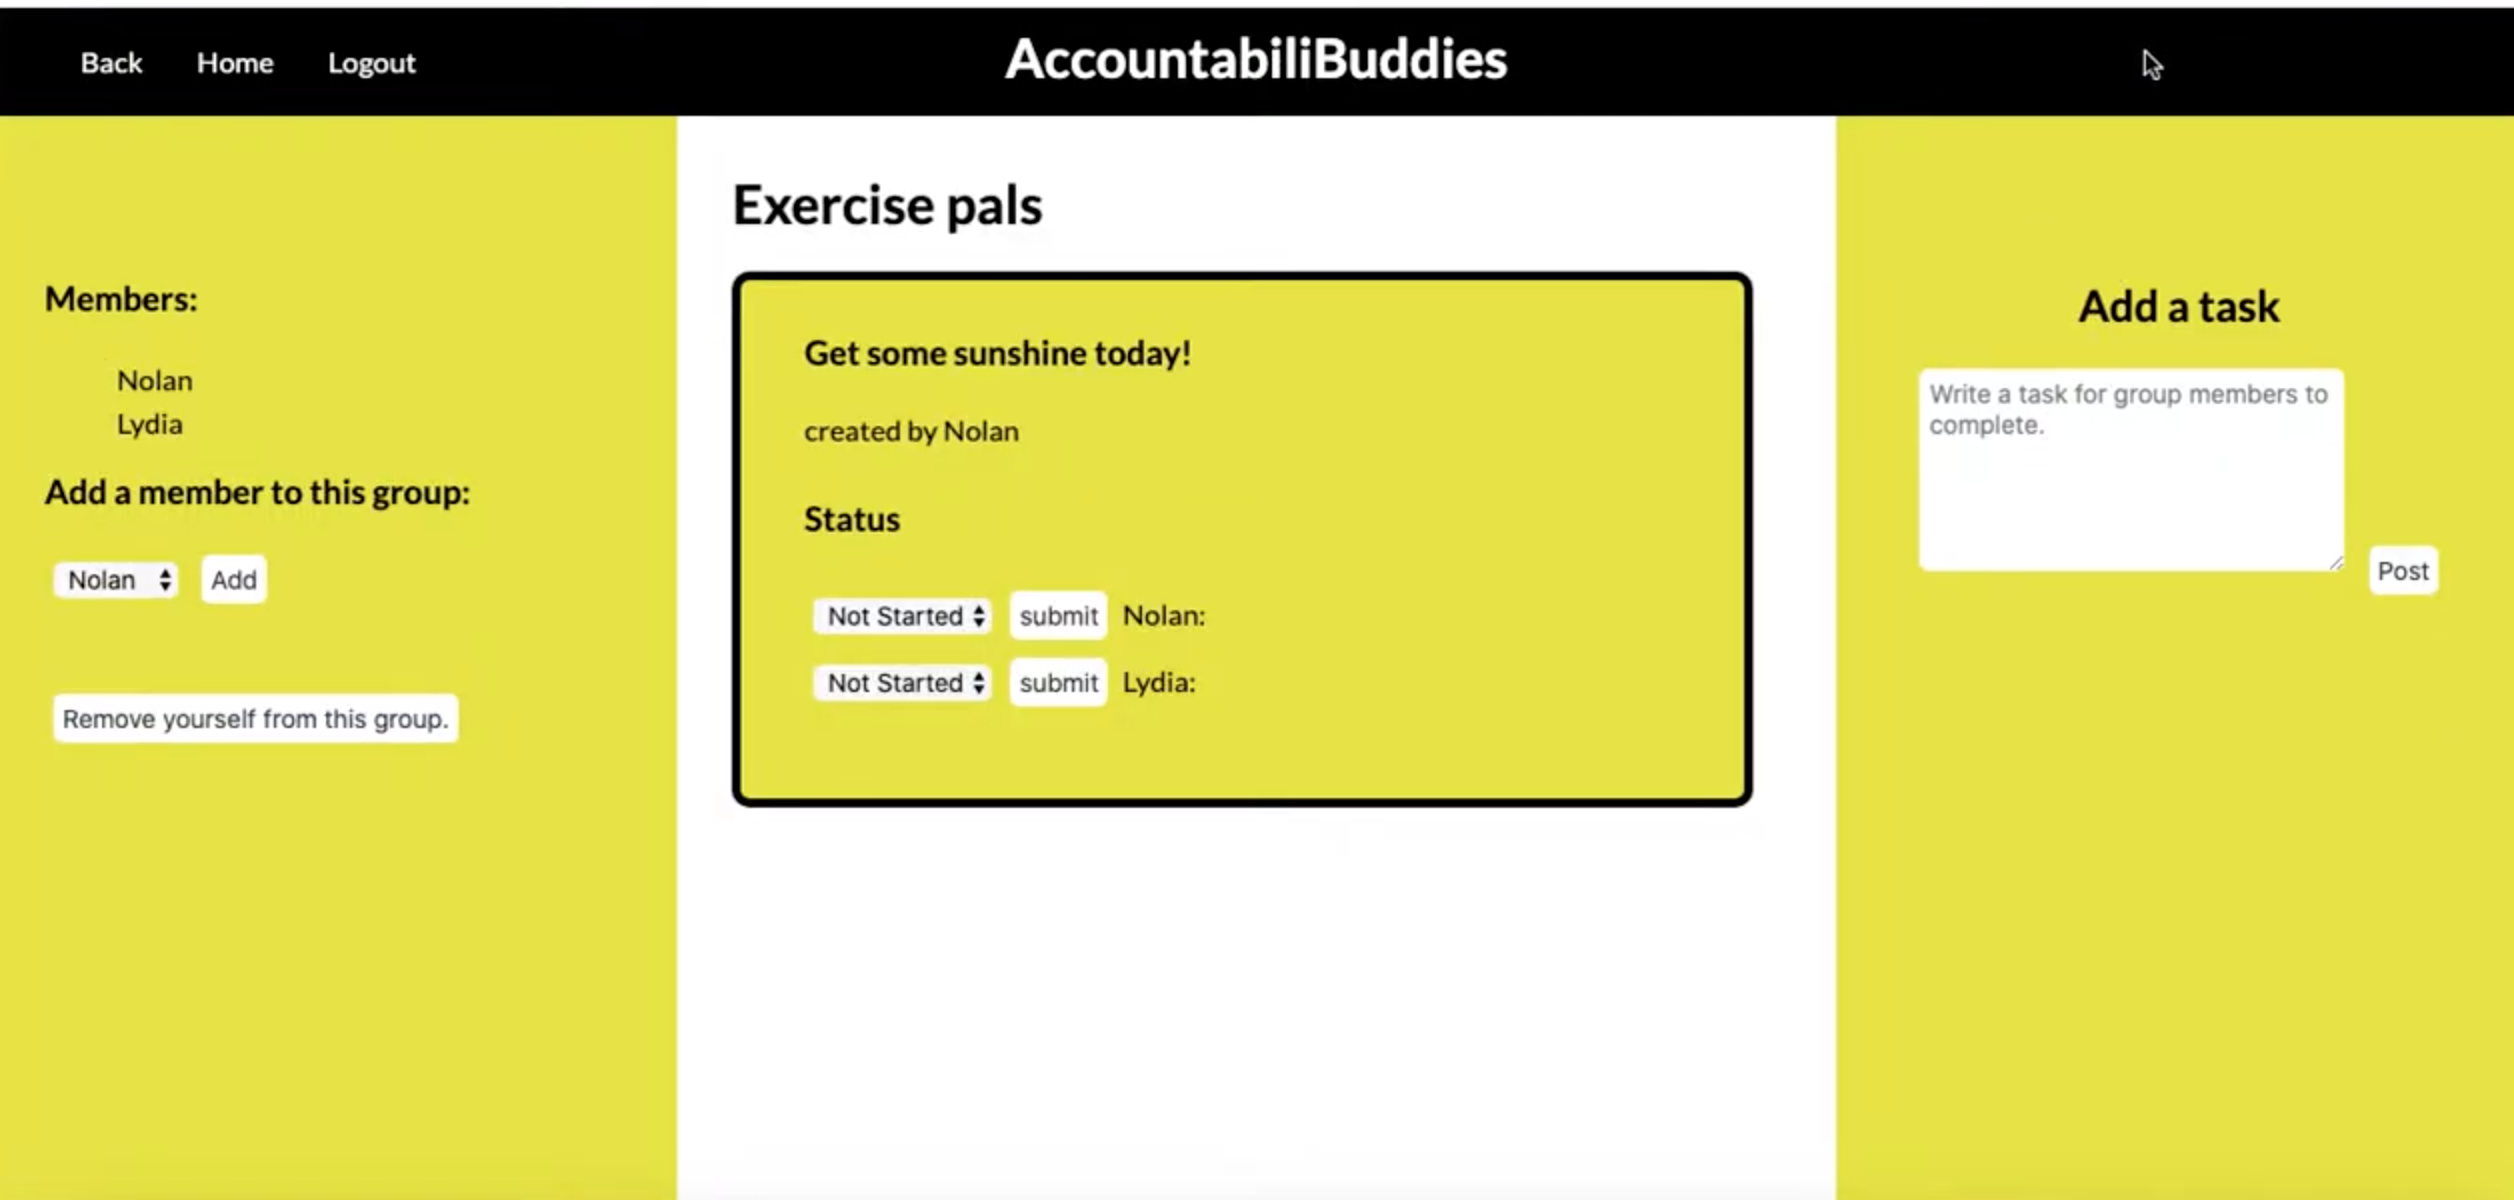 Back Home Logout
AccountabiliBuddies
Members:
Nolan
Lydia
Add a member to this group:
Nolan Add
Remove yourself from this group.
Exercise pals
Get some sunshine today!
created by Nolan
Status
Not Started submit Nolan:
Not Started submit Lydia:
Add a task
Write a task for group members to
complete.
Post